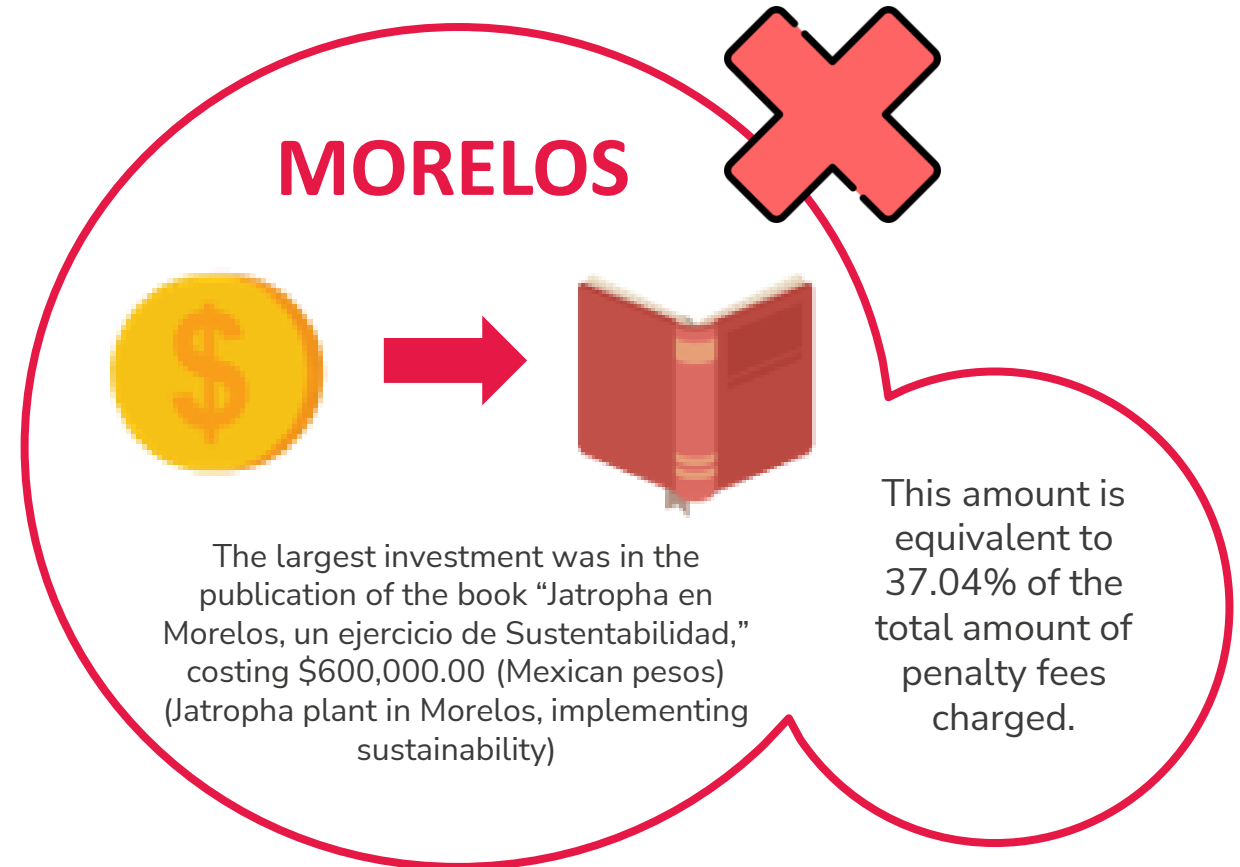 MORELOS
$
The largest investment was in the
publication of the book “Jatropha en
Morelos, un ejercicio de Sustentabilidad,”
costing $600,000.00 (Mexican pesos)
(Jatropha plant in Morelos, implementing
sustainability)
This amount is
equivalent to
37.04% of the
total amount of
penalty fees
charged.